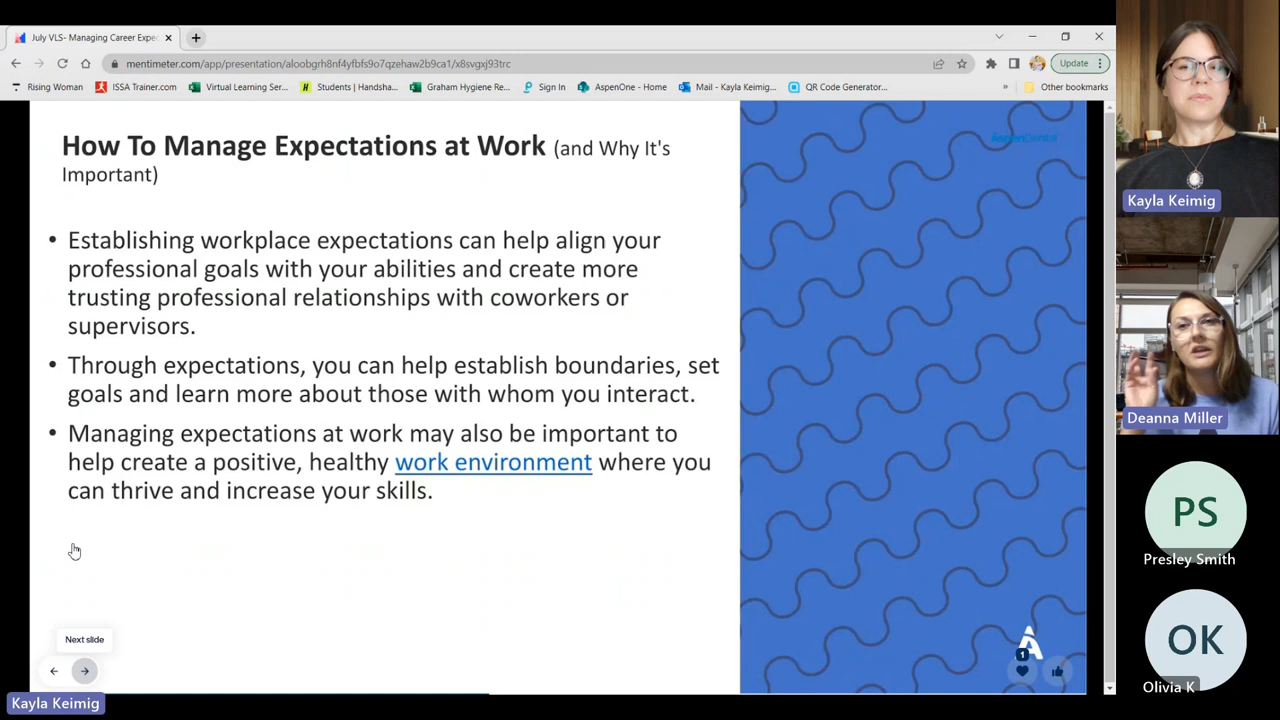 July VLS- Managing Career Expe
mentimeter.com/app/presentation/aloobgrh8nf4yfbfs9o7qzehaw2b9ca1/x8svgxj93trc
Update
Rising Woman
ISSA Trainer.com
Virtual Learning Ser...
Students | Handsha...
Graham Hygiene Re...
Sign In
AspenOne - Home
Mail - Kayla Keimig...
QR Code Generator...
»
Other bookmarks
How To Manage Expectations at Work (and Why It's
Important)
AspenDental
• Establishing workplace expectations can help align your
professional goals with your abilities and create more
trusting professional relationships with coworkers or
supervisors.
• Through expectations, you can help establish boundaries, set
goals and learn more about those with whom you interact.
• Managing expectations at work may also be important to
help create a positive, healthy work environment where you
can thrive and increase your skills.
Next slide
1
A
Kayla Keimig
Kayla Keimig
Deanna Miller
PS
Presley Smith
OK
Olivia K